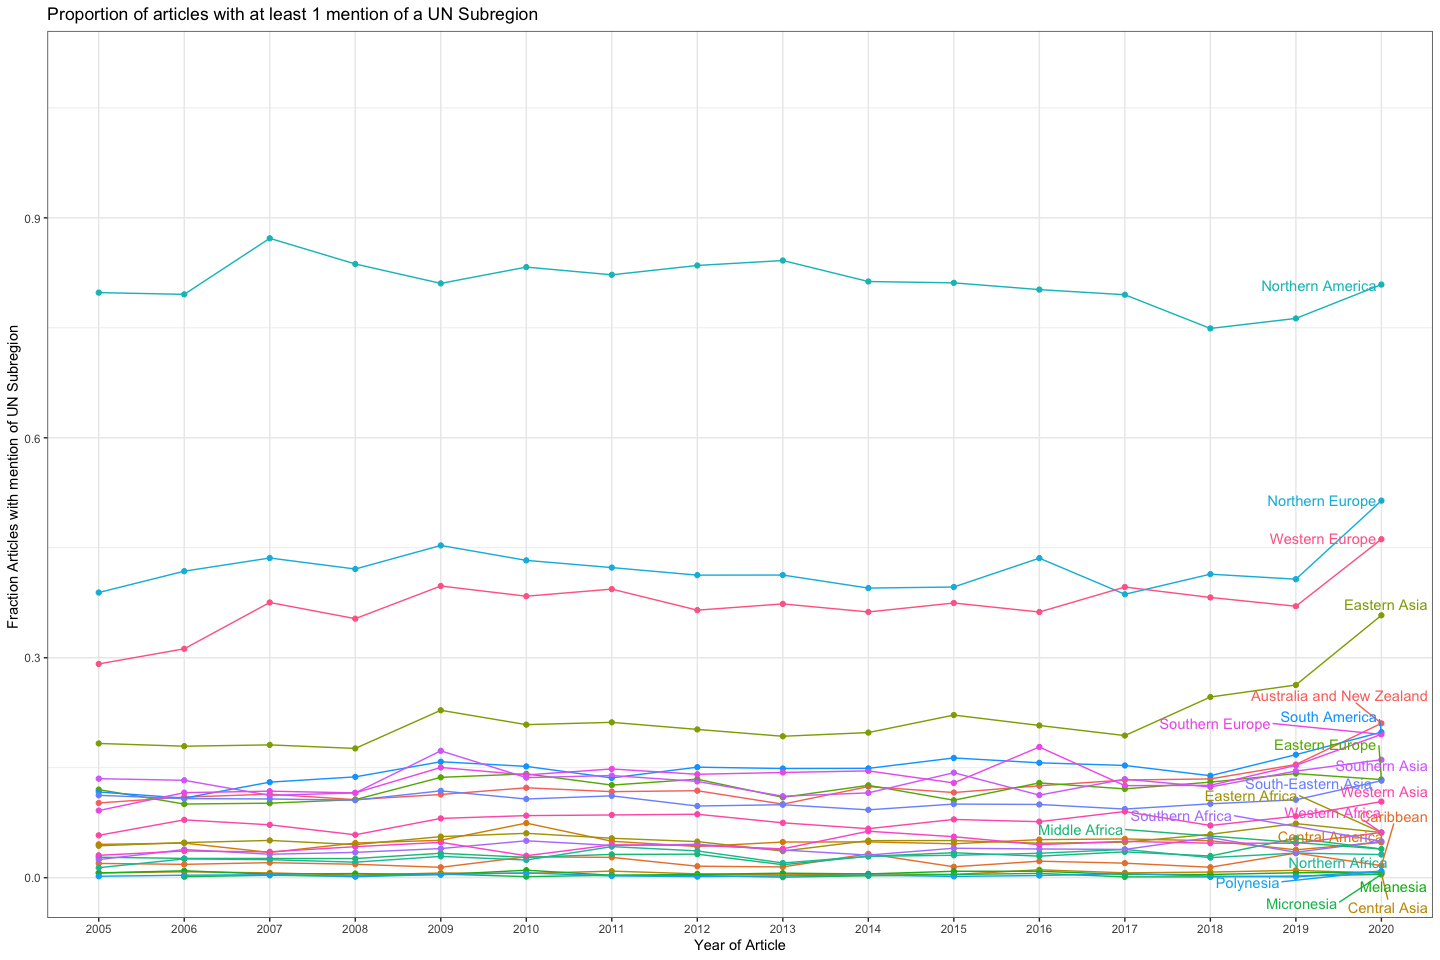 Proportion of articles with at least 1 mention of a UN Subregion
Fraction Articles with mention of UN Subregion
0.9
0.6
0.3
0.0
Northern America
Northern Europe
Western Europe
Eastern Asia
Australia and New Zealand
South America
Southern Europe
Eastern Europe
Southern Asia
South-Eastern Asia
Western Asia
Eastern Africa
Western Africa
Southern Africa
Caribbean
Middle Africa
Central America
Northern Africa
Polynesia
Melanesia
Micronesia
Central Asia
2005 2006 2007 2008 2009 2010 2011 2012 2013 2014 2015 2016 2017 2018 2019 2020
Year of Article